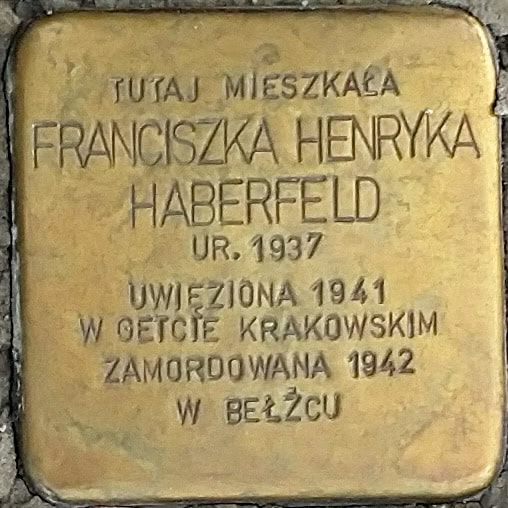 TUTAJ MIESZKAŁA
FRANCISZKA HENRYKA
HABERFELD
UR. 1937
UWIĘZIONA 1941
W GETCIE KRAKOWSKIM
ZAMORDOWANA 1942
W BEŁŻCU